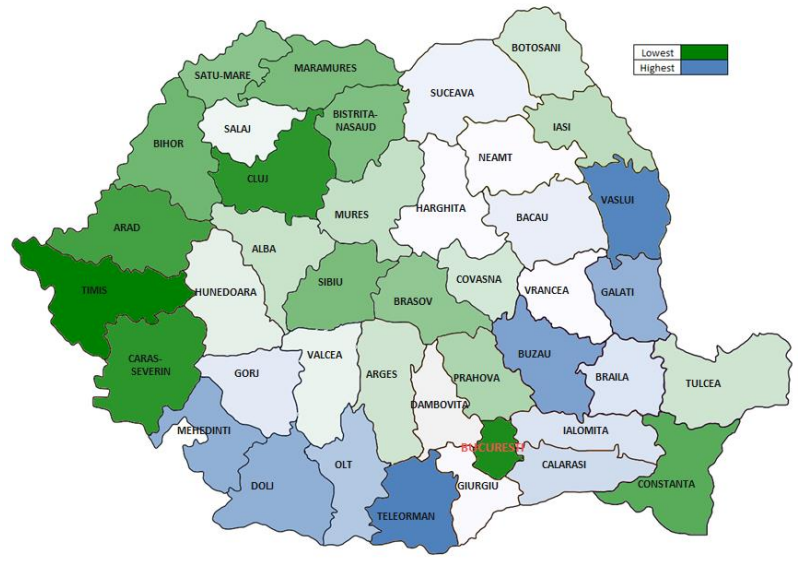 BOTOSANI
Lowest
Highest
SATU-MARE
MARAMURES
SUCEAVA
SALAJ
BISTRITA-
NASAUD
IASI
BIHOR
NEAMT
CLUJ
VASLUI
MURES
HARGHITA
BACAU
ARAD
ALBA
TIMIS
HUNEDOARA
SIBIU
BRASOV
COVASNA
VRANCEA
GALATI
CARAS-
SEVERIN
GORJ
VALCEA
ARGES
PRAHOVA
BUZAU
BRAILA
TULCEA
DAMBOVITA
MEHEDINTI
IALOMITA
BUCURESTI
OLT
CALARASI
DOLJ
GIURGIU
CONSTANTA
TELEORMAN